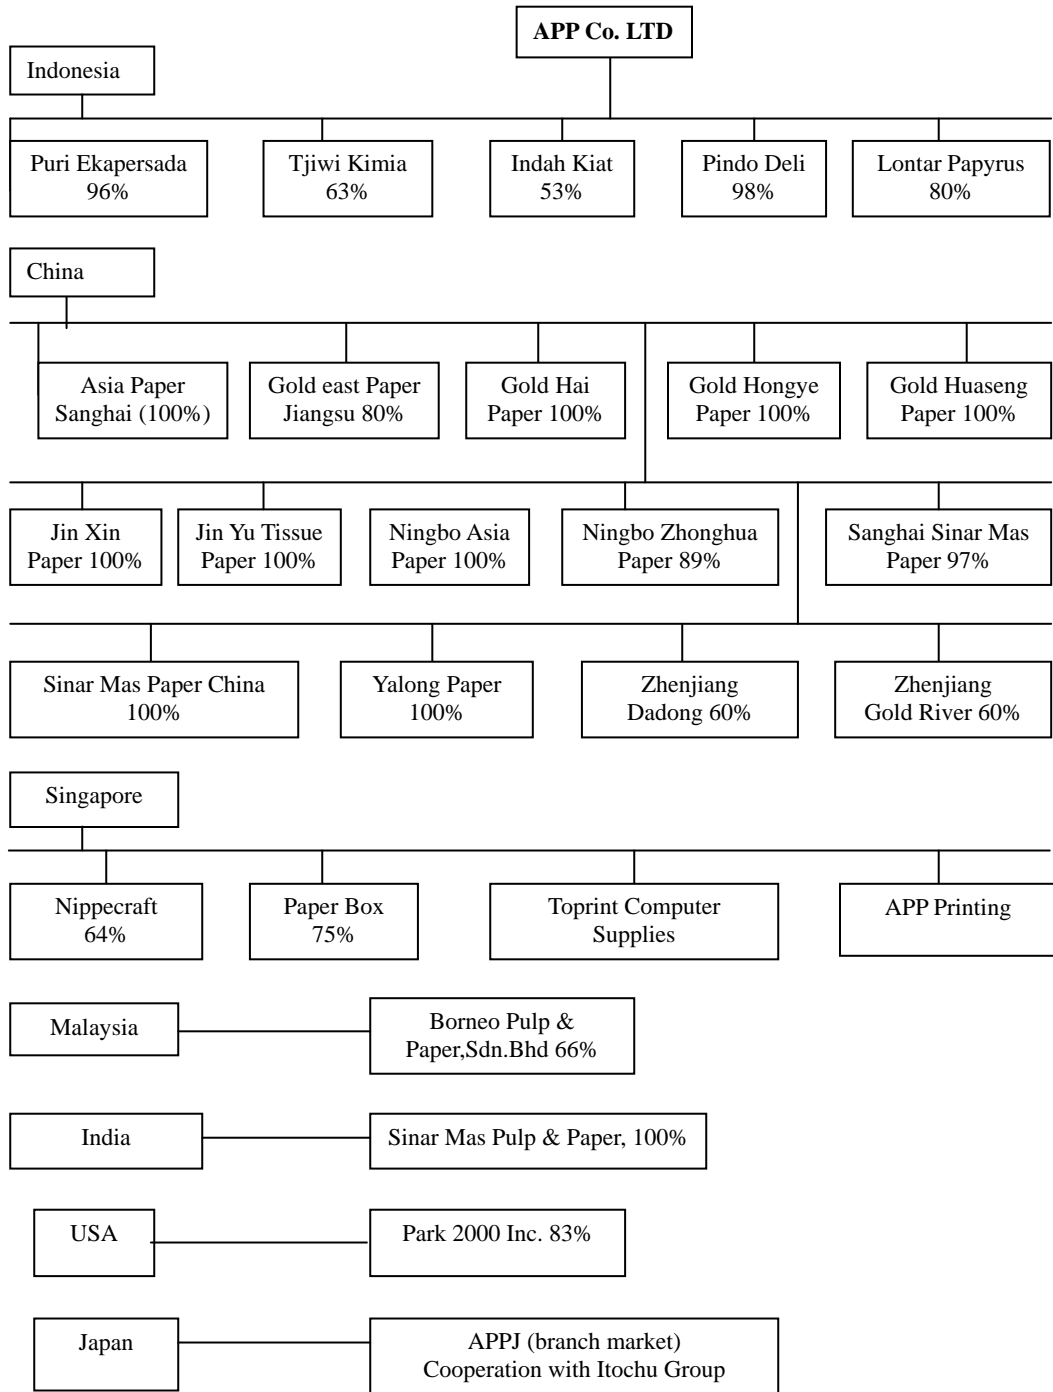 APP Co. LTD
Indonesia
Puri Ekapersada
96%
Tjiwi Kimia
63%
Indah Kiat
53%
Pindo Deli
98%
Lontar Papyrus
80%
China
Asia Paper
Sanghai (100%)
Gold east Paper
Jiangsu 80%
Gold Hai
Paper 100%
Gold Hongye
Paper 100%
Gold Huaseng
Paper 100%
Jin Xin
Paper 100%
Jin Yu Tissue
Paper 100%
Ningbo Asia
Paper 100%
Ningbo Zhonghua
Paper 89%
Sanghai Sinar Mas
Paper 97%
Sinar Mas Paper China
100%
Yalong Paper
100%
Zhenjiang
Dadong 60%
Zhenjiang
Gold River 60%
Singapore
Nippecraft
64%
Paper Box
75%
Toprint Computer
Supplies
APP Printing
Malaysia
Borneo Pulp &
Paper,Sdn.Bhd 66%
India
Sinar Mas Pulp & Paper, 100%
USA
Park 2000 Inc. 83%
Japan
APPJ (branch market)
Cooperation with Itochu Group